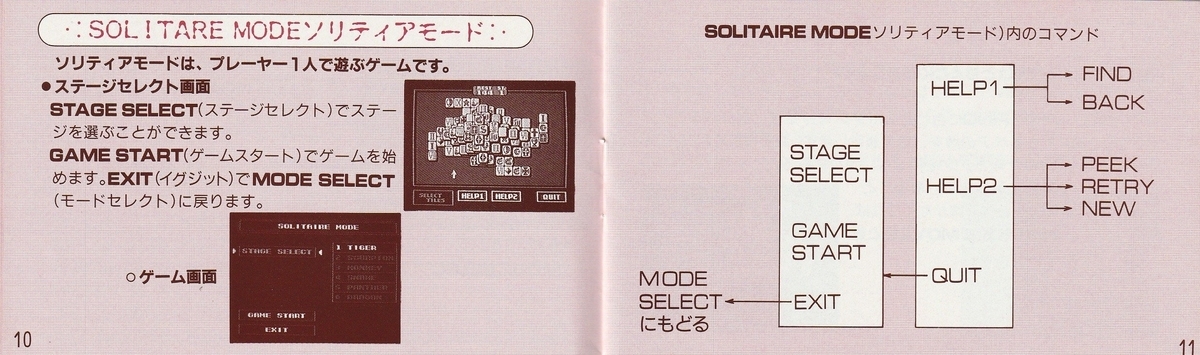 SOLITARE MODEソリティアモード
ソリティアモードは、プレーヤー1人で遊ぶゲームです。
●ステージセレクト画面
STAGE SELECT(ステージセレクト)でステー
ジを選ぶことができます。
GAME START(ゲームスタート)でゲームを始
めます。EXIT(イグジット)でMODE SELECT
(モードセレクト)に戻ります。
SELECT
TILES
HELP1
HELP2
QUIT
○ゲーム画面
SOLITAIRE MODE
STAGE SELECT
1 TIGER
GAME START
EXIT
10
SOLITAIRE MODEソリティアモード)内のコマンド
HELP1
FIND
BACK
STAGE
SELECT
HELP2
PEEK
RETRY
NEW
GAME
START
QUIT
EXIT
MODE
SELECT
にもどる
11